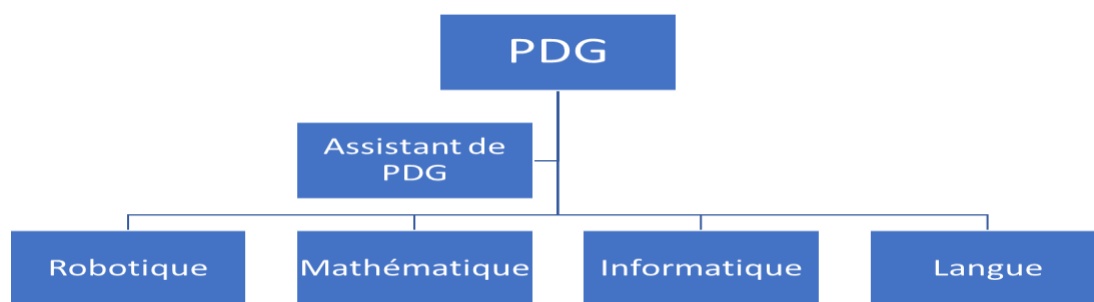 PDG
Assistant de
PDG
Robotique
Mathématique
Informatique
Langue